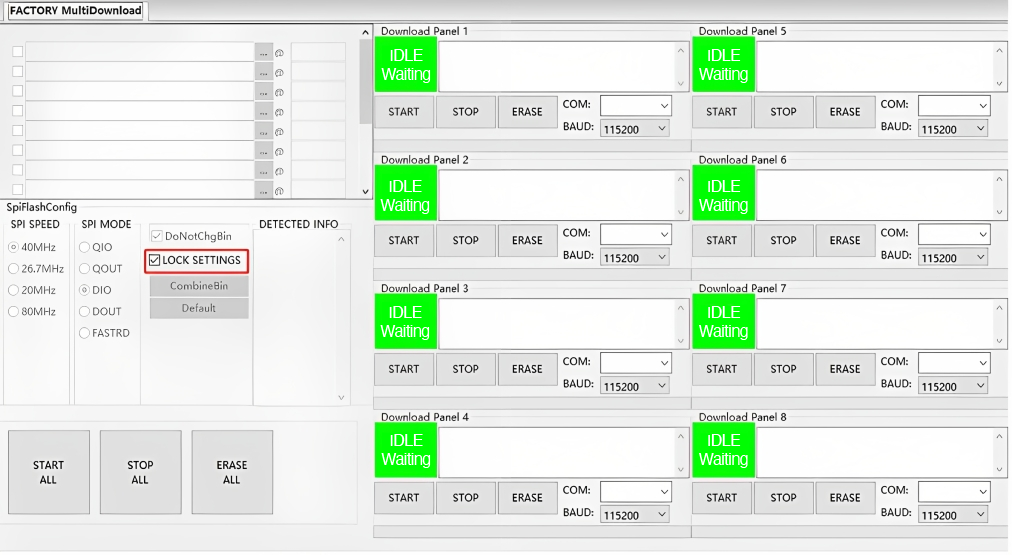 FACTORY MultiDownload
... @
... @
... @
... @
... @
... @
... @
... @
SpiFlashConfig
SPI SPEED
40MHz
26.7MHz
20MHz
80MHz
SPI MODE
QIO
QOUT
DIO
DOUT
FASTRD
DoNotChgBin
LOCK SETTINGS
CombineBin
Default
DETECTED INFO
START
ALL
STOP
ALL
ERASE
ALL
Download Panel 1
IDLE
Waiting
START STOP ERASE COM:
BAUD: 115200
Download Panel 2
IDLE
Waiting
START STOP ERASE COM:
BAUD: 115200
Download Panel 3
IDLE
Waiting
START STOP ERASE COM:
BAUD: 115200
Download Panel 4
IDLE
Waiting
START STOP ERASE COM:
BAUD: 115200
Download Panel 5
IDLE
Waiting
START STOP ERASE COM:
BAUD: 115200
Download Panel 6
IDLE
Waiting
START STOP ERASE COM:
BAUD: 115200
Download Panel 7
IDLE
Waiting
START STOP ERASE COM:
BAUD: 115200
Download Panel 8
IDLE
Waiting
START STOP ERASE COM:
BAUD: 115200